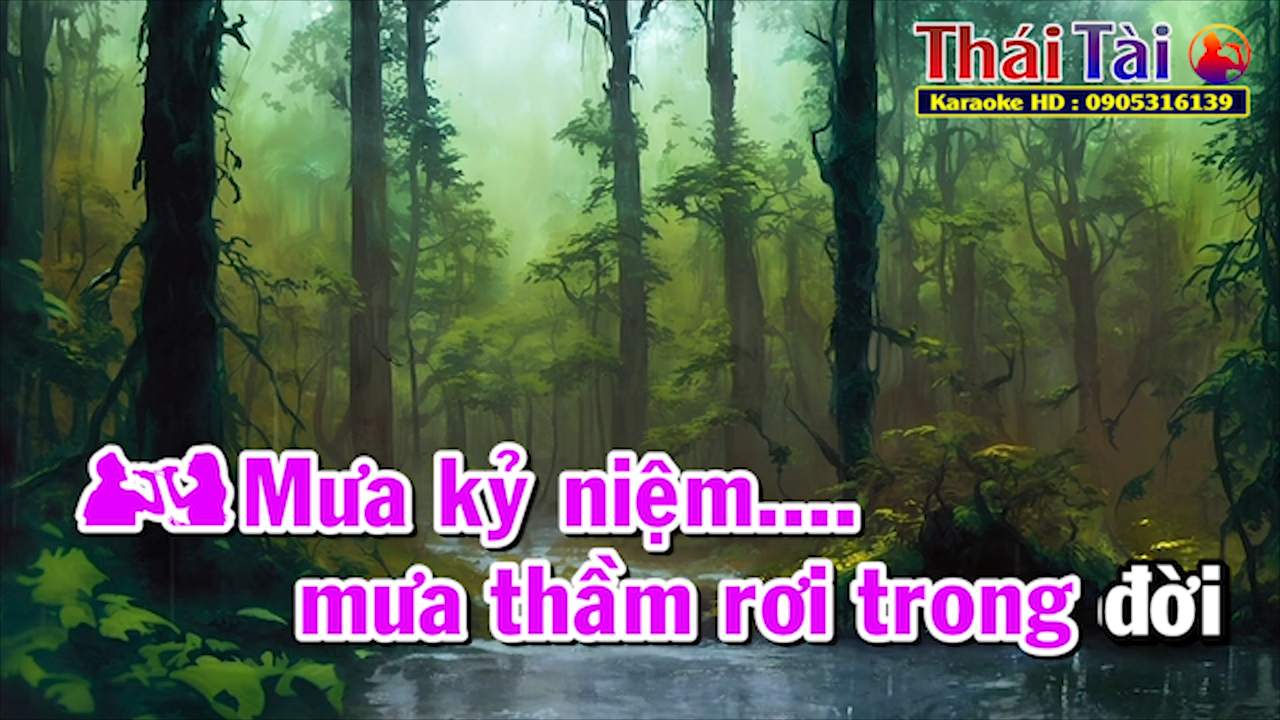 Thái Tài
Karaoke HD : 0905316139
Mưa kỷ niệm....
mưa thầm rơi trong đời